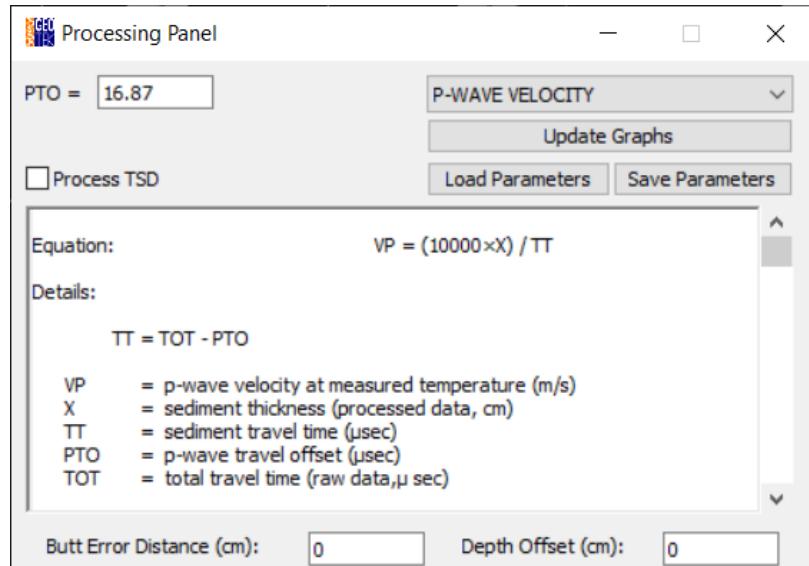 GEO
TEK
Processing Panel
PTO = 16.87
P-WAVE VELOCITY
Update Graphs
Process TSD
Load Parameters Save Parameters
Equation: VP = (10000×X) / TT
Details:
TT = TOT - PTO
VP = p-wave velocity at measured temperature (m/s)
X = sediment thickness (processed data, cm)
TT = sediment travel time (µsec)
PTO = p-wave travel offset (µsec)
TOT = total travel time (raw data,µ sec)
Butt Error Distance (cm): 0 Depth Offset (cm): 0